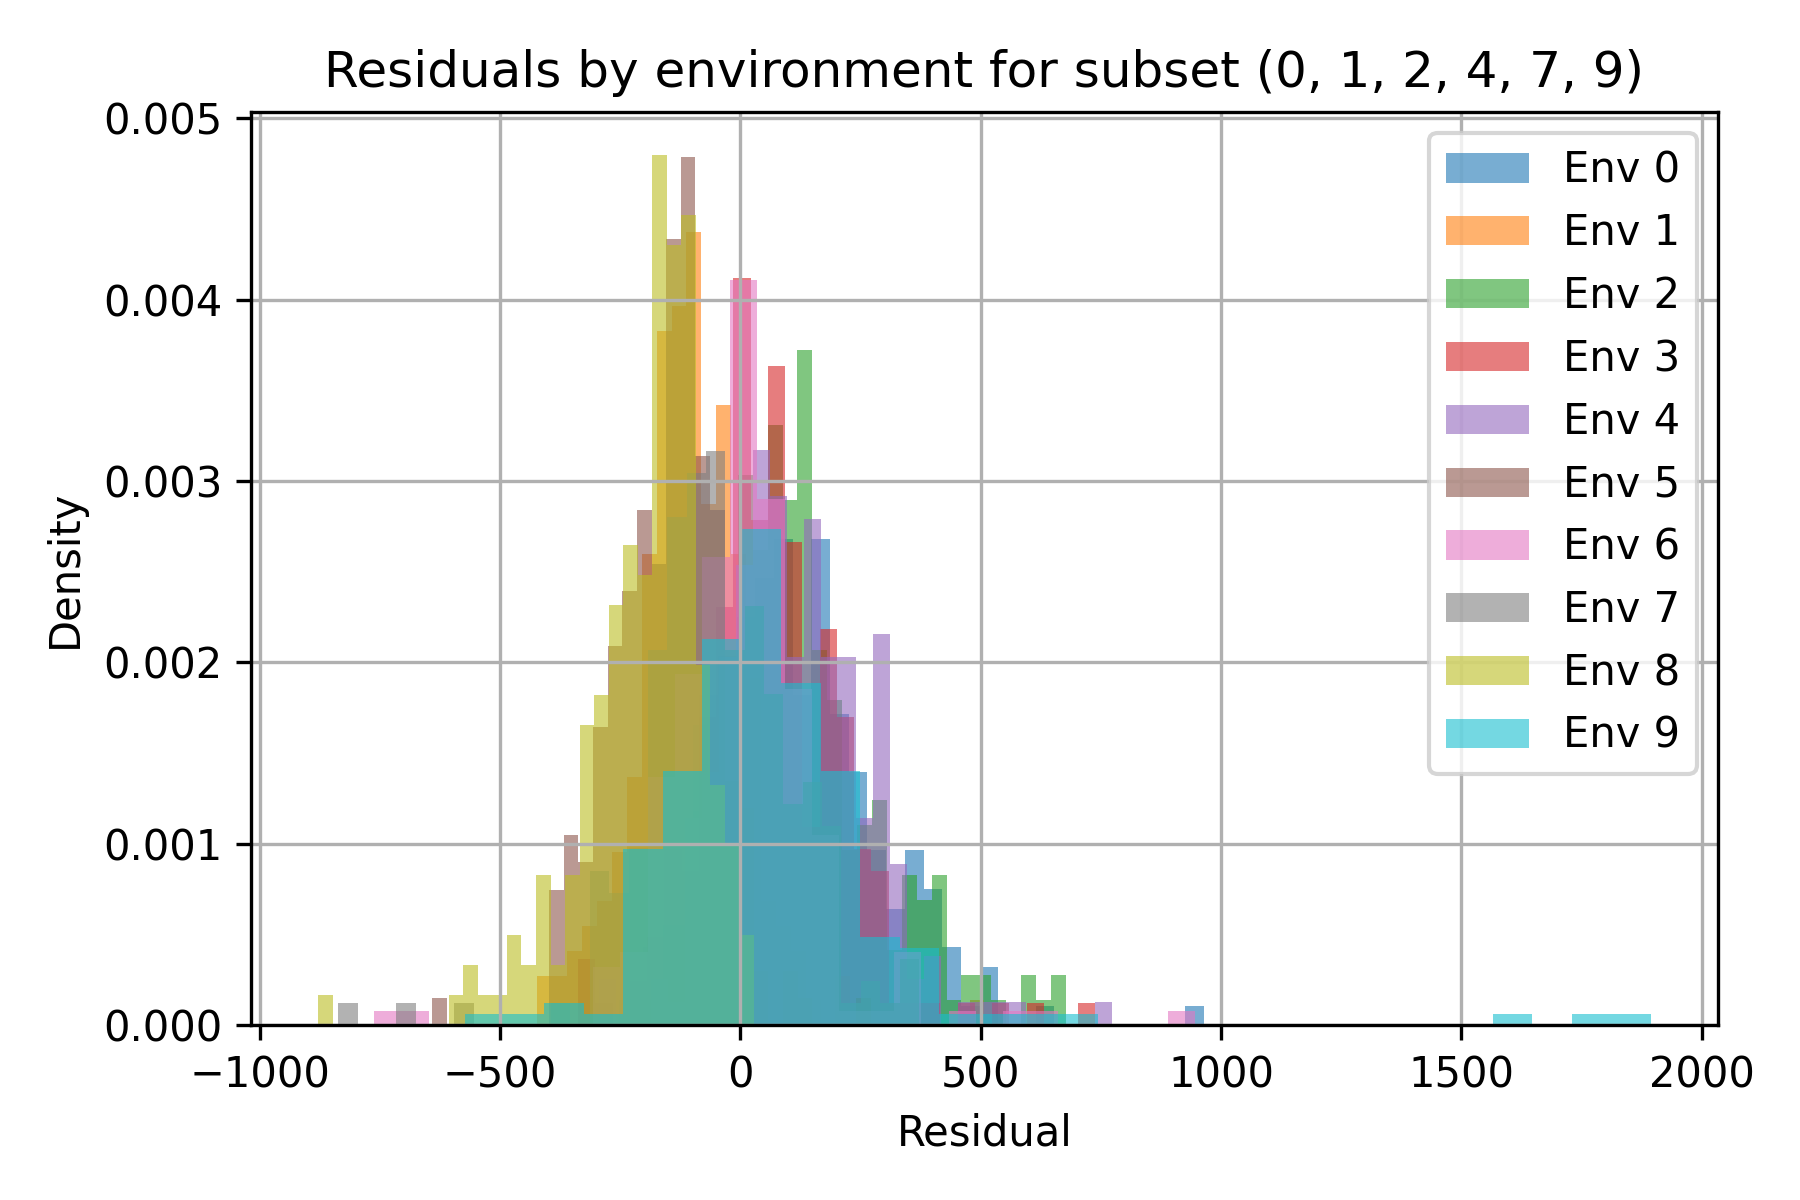 Residuals by environment for subset (0, 1, 2, 4, 7, 9)
0.005
0.004
0.003
0.002
0.001
0.000
Density
−1000
−500
0
500
1000
1500
2000
Residual
Env 0
Env 1
Env 2
Env 3
Env 4
Env 5
Env 6
Env 7
Env 8
Env 9